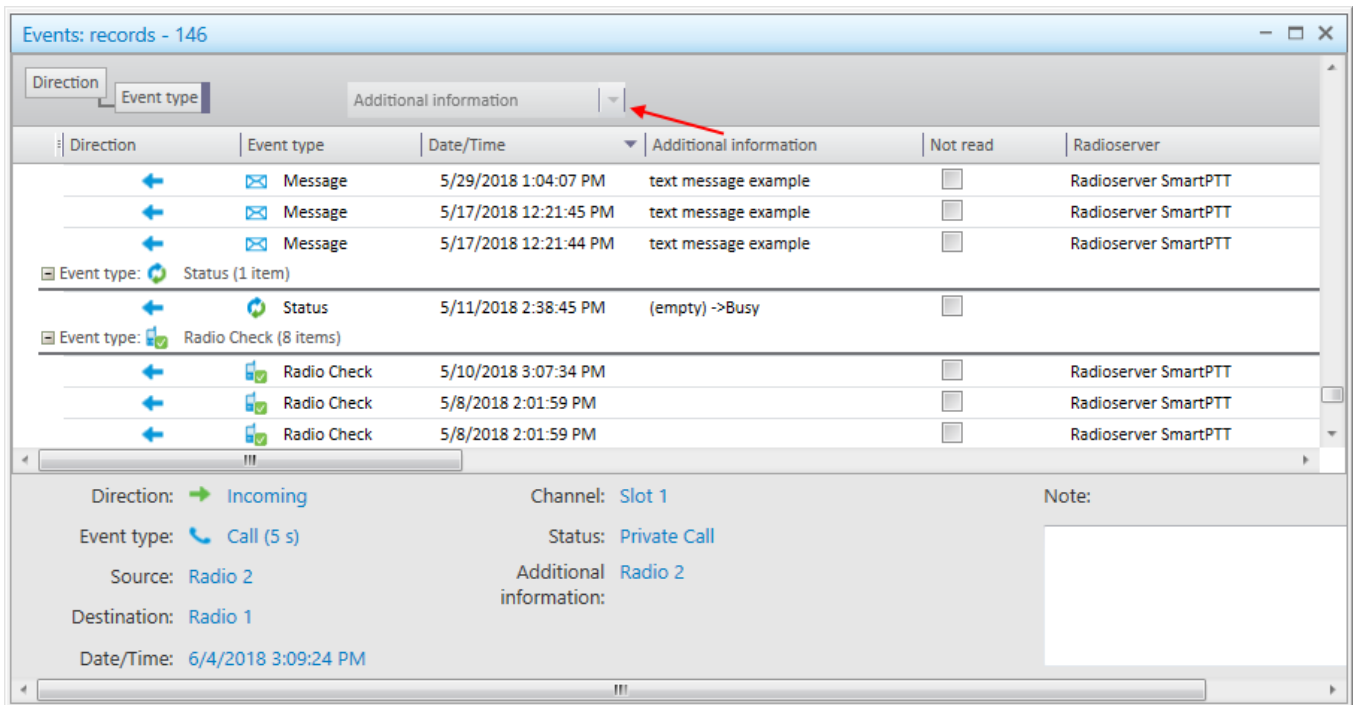 Events: records - 146
Direction
Event type
Additional information
Direction Event type Date/Time Additional information Not read Radioserver
Message 5/29/2018 1:04:07 PM text message example Radioserver SmartPTT
Message 5/17/2018 12:21:45 PM text message example Radioserver SmartPTT
Message 5/17/2018 12:21:44 PM text message example Radioserver SmartPTT
Event type: Status (1 item)
Status 5/11/2018 2:38:45 PM (empty) ->Busy
Event type: Radio Check (8 items)
Radio Check 5/10/2018 3:07:34 PM Radioserver SmartPTT
Radio Check 5/8/2018 2:01:59 PM Radioserver SmartPTT
Radio Check 5/8/2018 2:01:59 PM Radioserver SmartPTT
Direction: Incoming Channel: Slot 1 Note:
Event type: Call (5 s) Status: Private Call
Source: Radio 2 Additional Radio 2
information:
Destination: Radio 1
Date/Time: 6/4/2018 3:09:24 PM